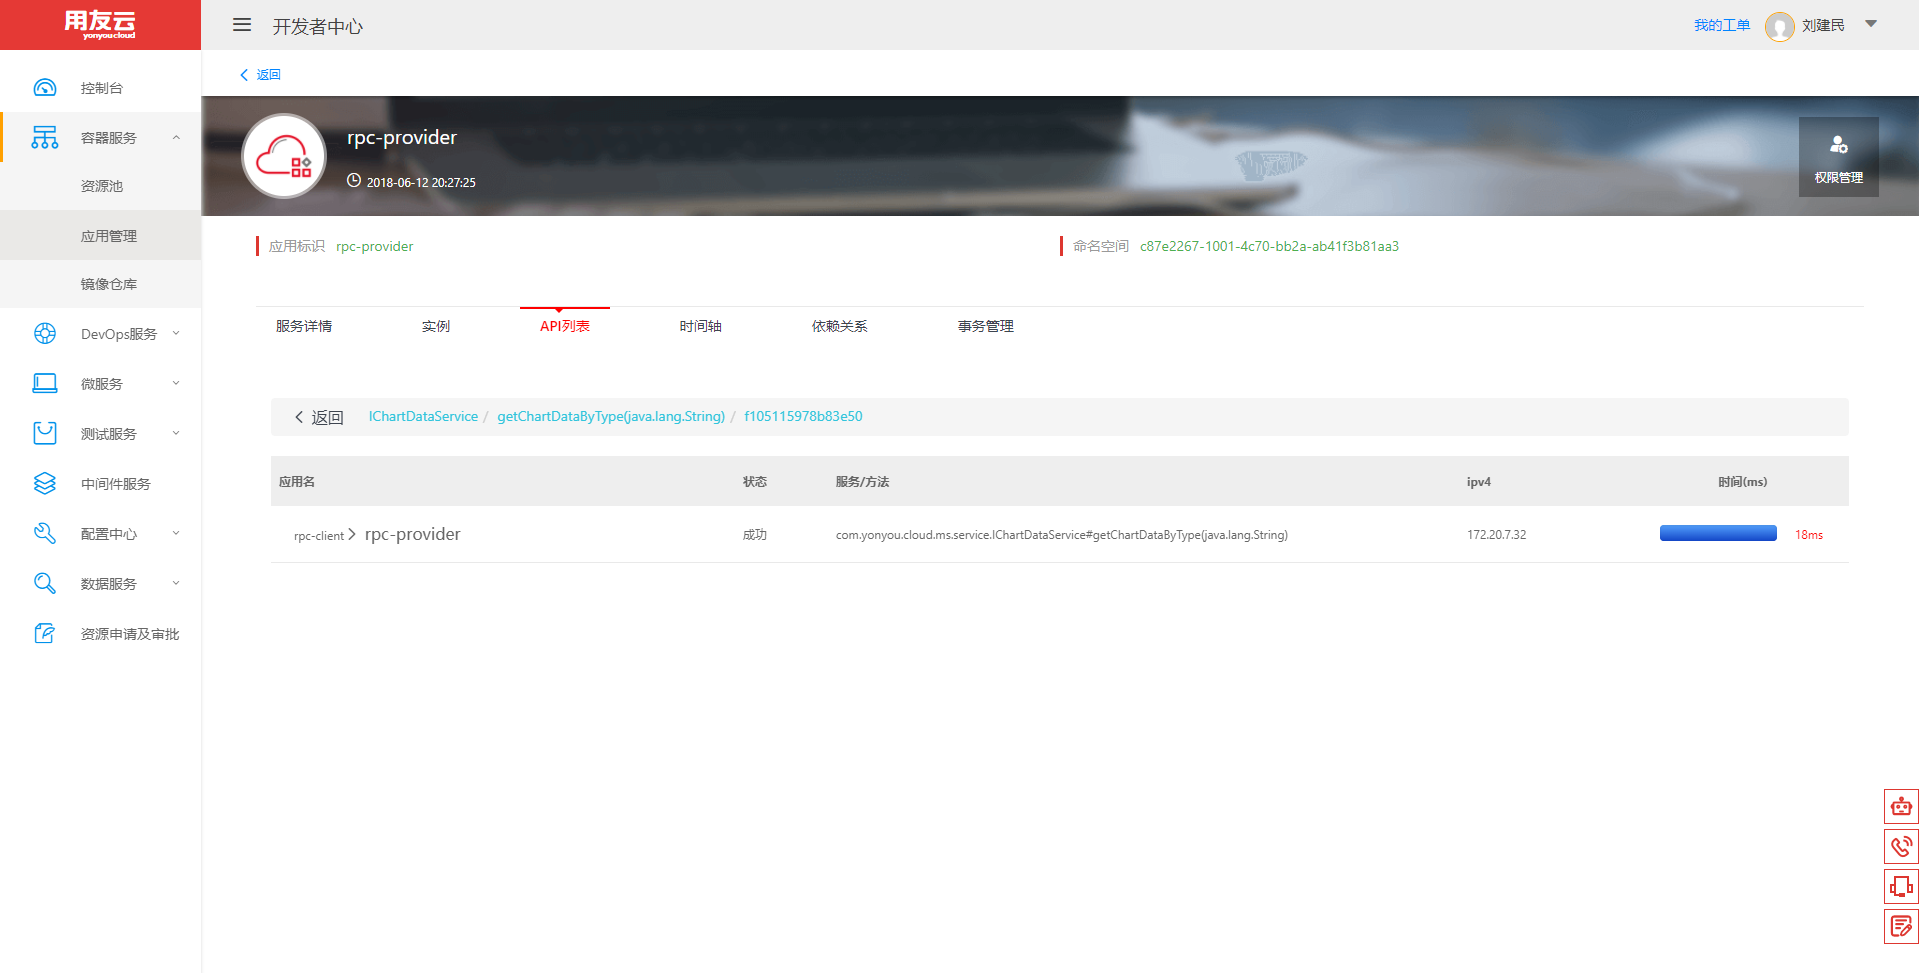 用友云
yonyoucloud
开发者中心
我的工单
刘建民
控制台
容器服务
资源池
应用管理
镜像仓库
DevOps服务
微服务
测试服务
中间件服务
配置中心
数据服务
资源申请及审批
返回
rpc-provider
2018-06-12 20:27:25
权限管理
应用标识 rpc-provider
命名空间 c87e2267-1001-4c70-bb2a-ab41f3b81aa3
服务详情 实例 API列表 时间轴 依赖关系 事务管理
返回 IChartDataService / getChartDataByType(java.lang.String) / f105115978b83e50
应用名 状态 服务/方法 ipv4 时间(ms)
rpc-client rpc-provider 成功 com.yonyou.cloud.ms.service.IChartDataService#getChartDataByType(java.lang.String) 172.20.7.32 18ms